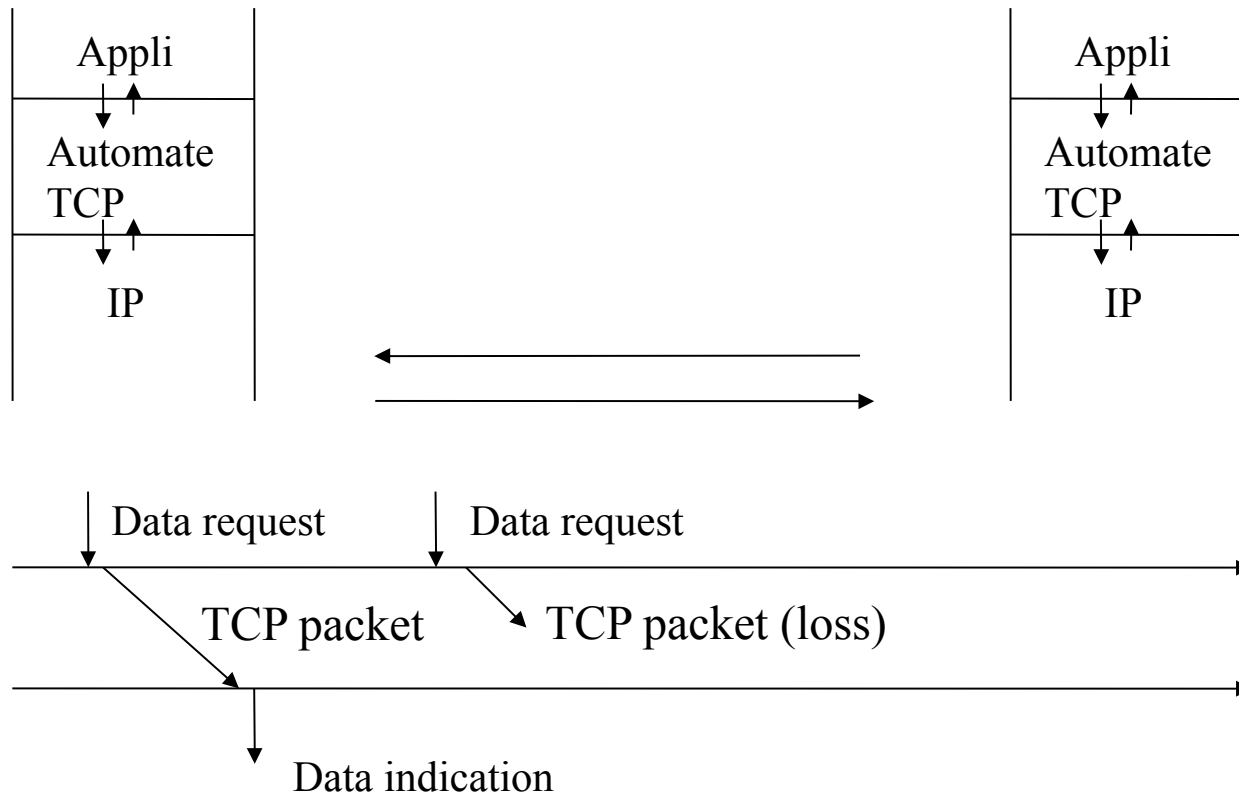 Appli
Appli
Automate
TCP
Automate
TCP
IP
IP
Data request
Data request
TCP packet
TCP packet (loss)
Data indication